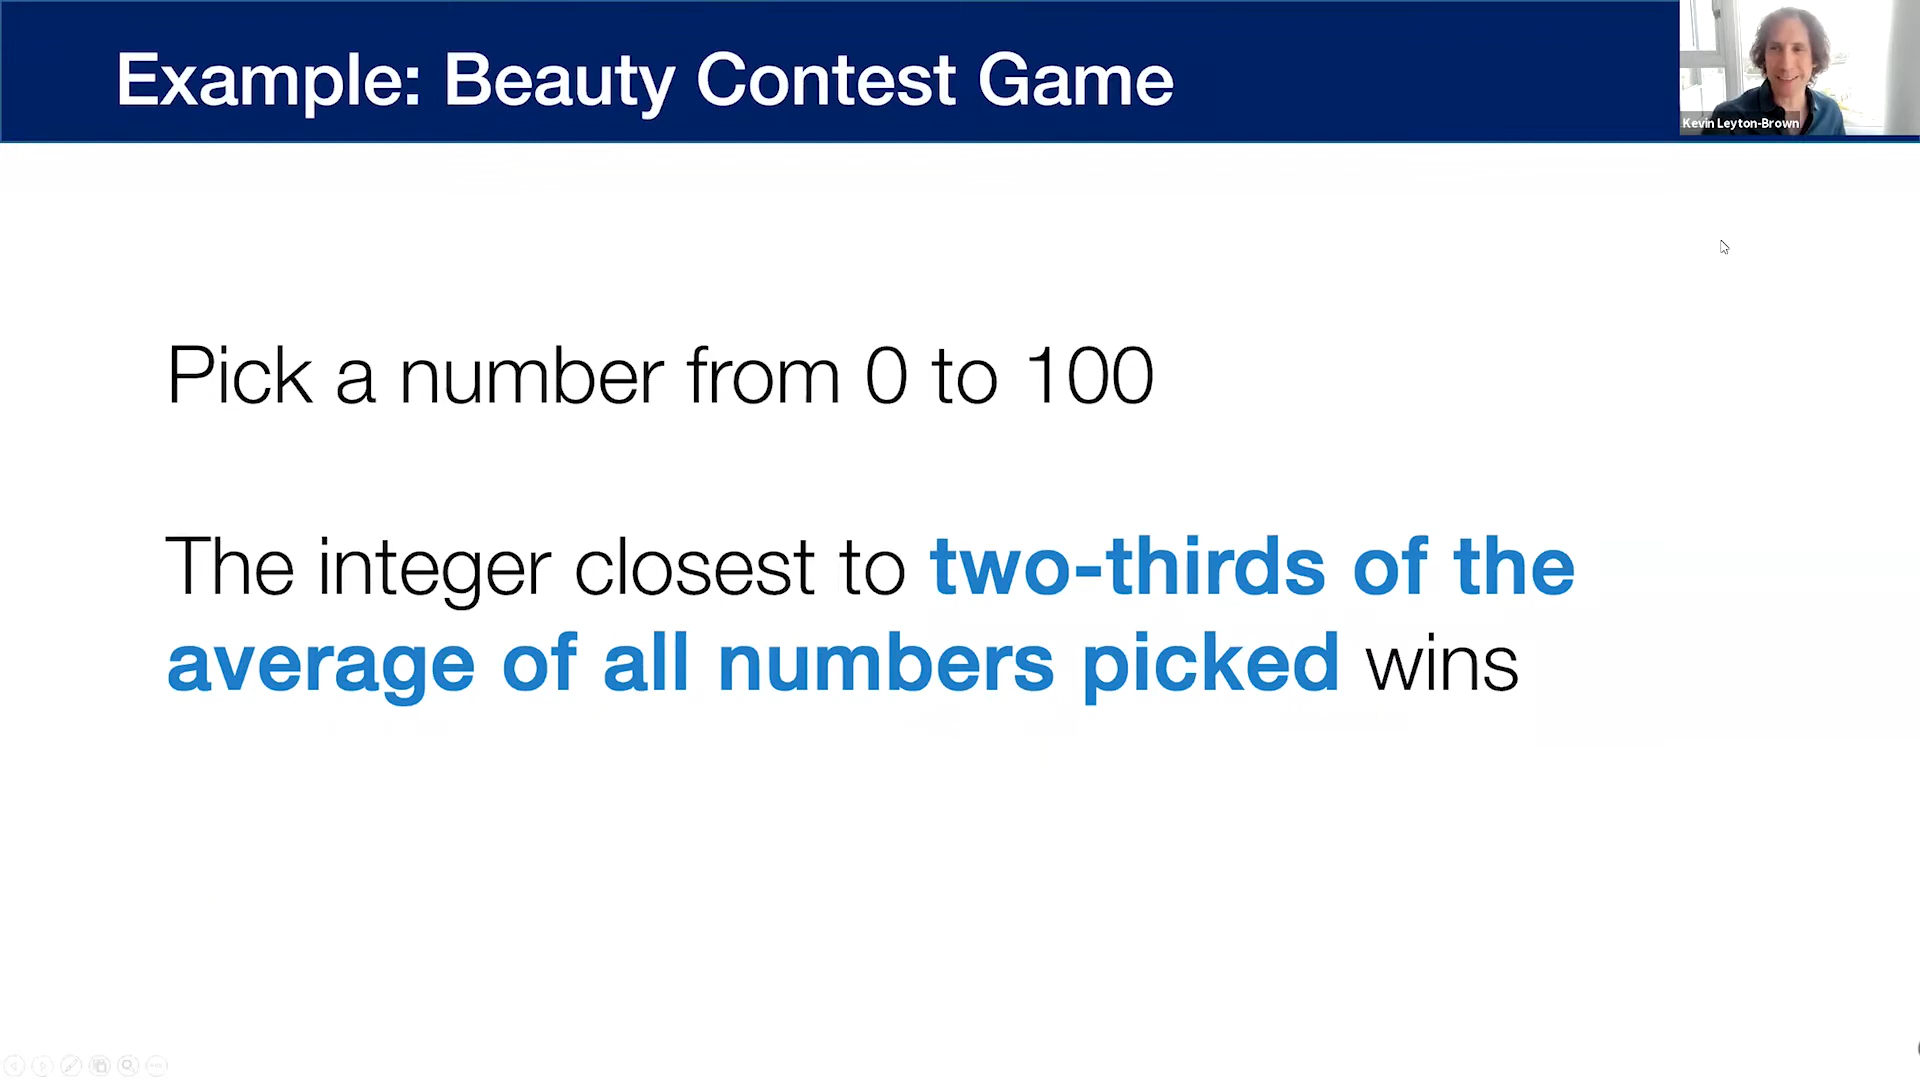 Example: Beauty Contest Game
Kevin Leyton-Brown
Pick a number from 0 to 100
The integer closest to two-thirds of the
average of all numbers picked wins